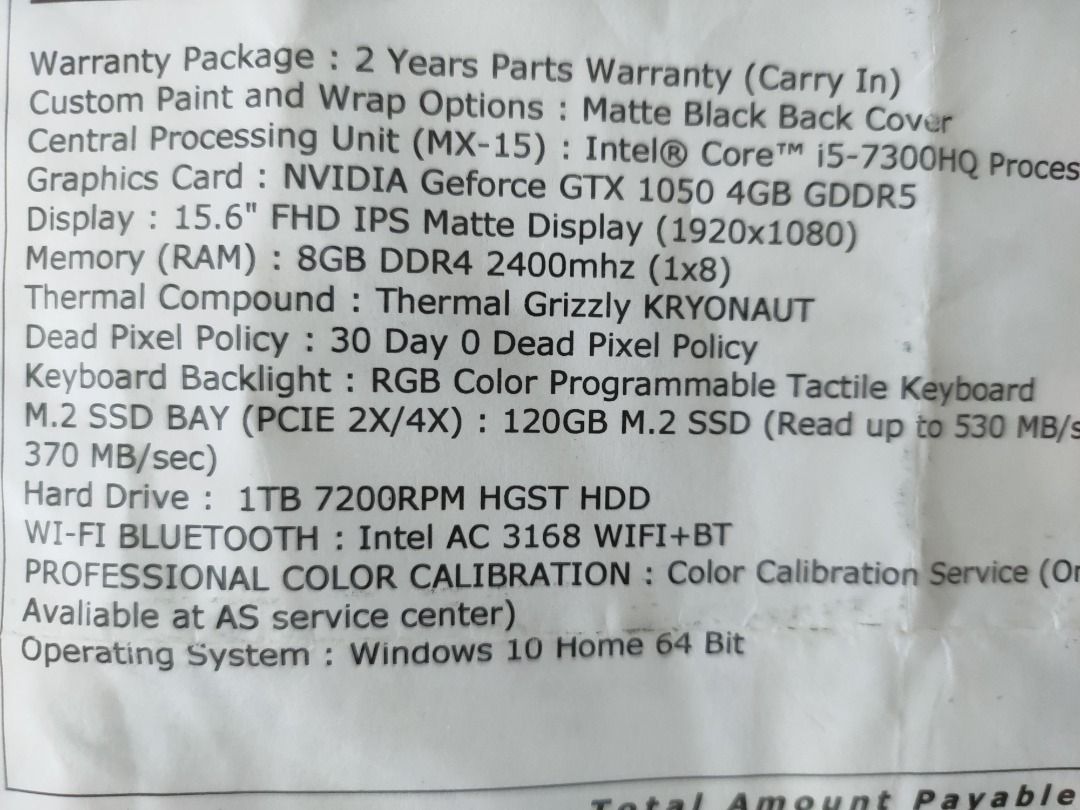 Warranty Package : 2 Years Parts Warranty (Carry In)
Custom Paint and Wrap Options : Matte Black Back Cover
Central Processing Unit (MX-15) : Intel® Core™ i5-7300HQ Proces
Graphics Card : NVIDIA Geforce GTX 1050 4GB GDDR5
Display : 15.6" FHD IPS Matte Display (1920x1080)
Memory (RAM) : 8GB DDR4 2400mhz (1x8)
Thermal Compound : Thermal Grizzly KRYONAUT
Dead Pixel Policy : 30 Day 0 Dead Pixel Policy
Keyboard Backlight : RGB Color Programmable Tactile Keyboard
M.2 SSD BAY (PCIE 2X/4X) : 120GB M.2 SSD (Read up to 530 MB/s
370 MB/sec)
Hard Drive : 1TB 7200RPM HGST HDD
WI-FI BLUETOOTH : Intel AC 3168 WIFI+BT
PROFESSIONAL COLOR CALIBRATION : Color Calibration Service (On
Avaliable at AS service center)
Operating System : Windows 10 Home 64 Bit
Total Amount Payable